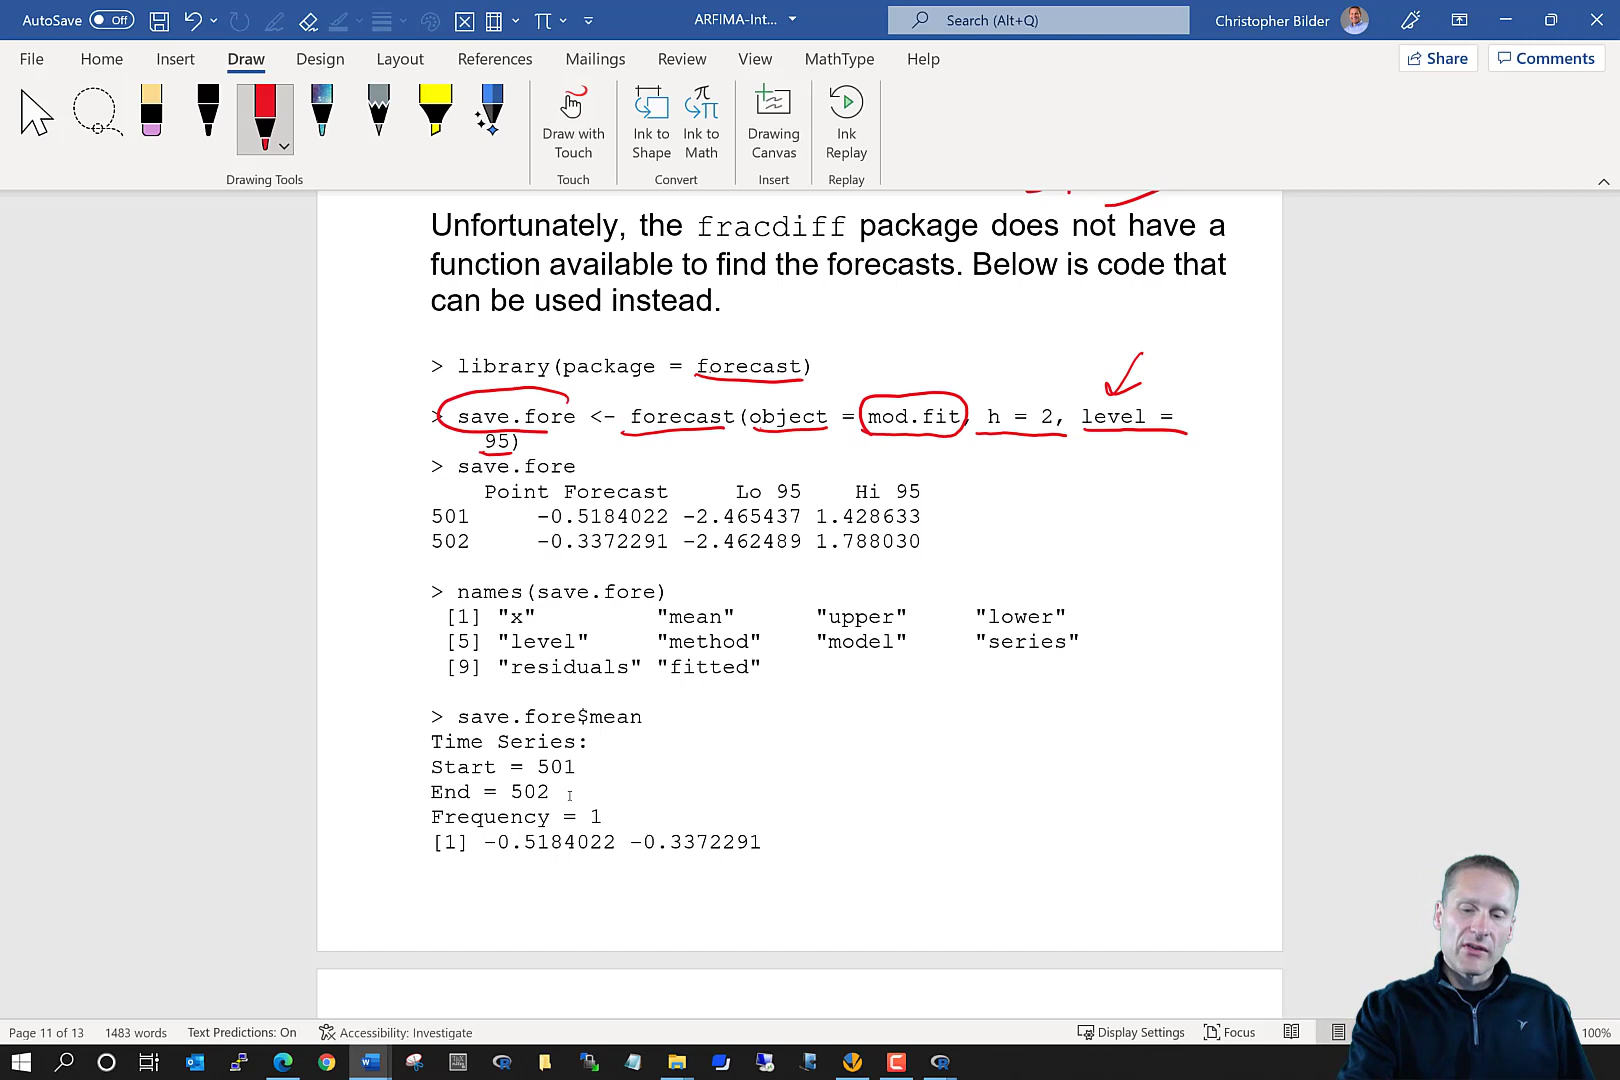 AutoSave Off ARFIMA-Int... Search (Alt+Q) Christopher Bilder
File Home Insert Draw Design Layout References Mailings Review View MathType Help Share Comments
Draw with Touch Ink to Shape Ink to Math Drawing Canvas Ink Replay
Drawing Tools Touch Convert Insert Replay
Unfortunately, the fracdiff package does not have a
function available to find the forecasts. Below is code that
can be used instead.
> library(package = forecast)
> save.fore <- forecast(object = mod.fit, h = 2, level =
95)
> save.fore
Point Forecast Lo 95 Hi 95
501 -0.5184022 -2.465437 1.428633
502 -0.3372291 -2.462489 1.788030
> names(save.fore)
[1] "x" "mean" "upper" "lower"
[5] "level" "method" "model" "series"
[9] "residuals" "fitted"
> save.fore$mean
Time Series:
Start = 501
End = 502
Frequency = 1
[1] -0.5184022 -0.3372291
Page 11 of 13 1483 words Text Predictions: On Accessibility: Investigate Display Settings Focus 100%